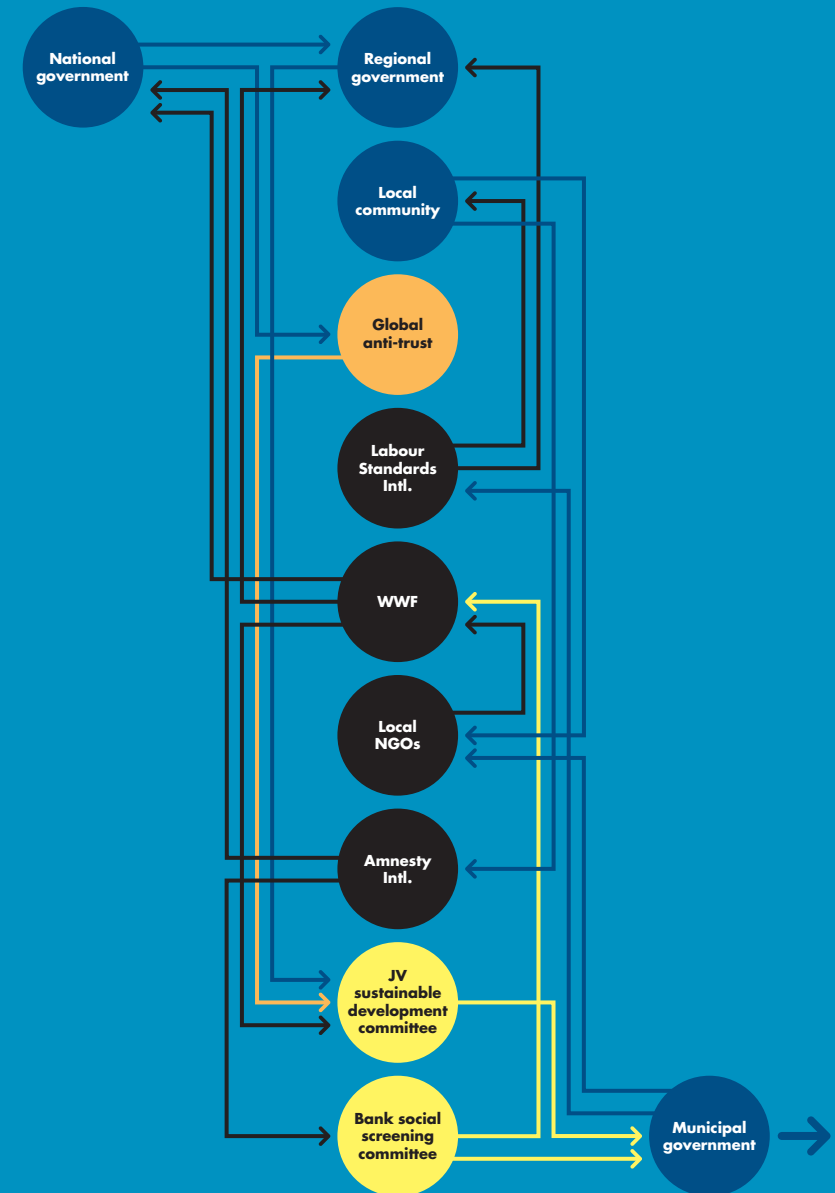 National
government
Regional
government
Local
community
Global
anti-trust
Labour
Standards
Intl.
WWF
Local
NGOs
Amnesty
Intl.
JV
sustainable
development
committee
Bank social
screening
committee
Municipal
government